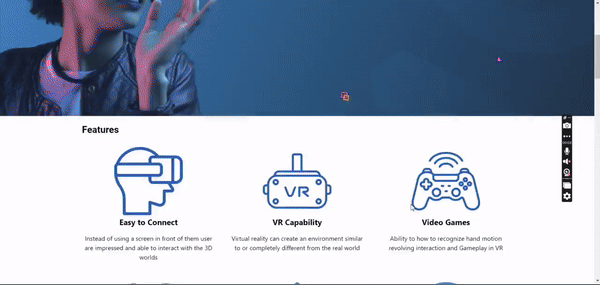 Features
VR
Easy to Connect
VR Capability
Video Games
Instead of using a screen in front of them user
are impressed and able to interact with the 3D
worlds
Virtual reality can create an environment similar
to or completely different from the real world
Ability to how to recognize hand motion
revolving interaction and Gameplay in VR